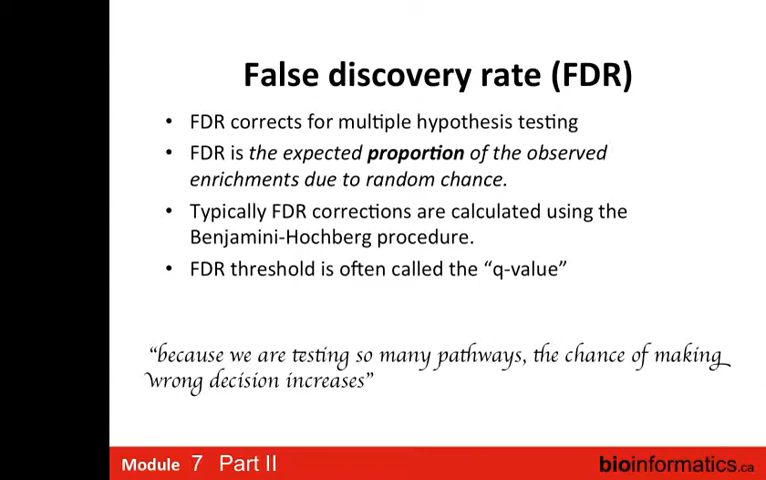 False discovery rate (FDR)
• FDR corrects for multiple hypothesis testing
• FDR is the expected proportion of the observed
enrichments due to random chance.
• Typically FDR corrections are calculated using the
Benjamini-Hochberg procedure.
• FDR threshold is often called the “q-value”
“because we are testing so many pathways, the chance of making
wrong decision increases”
Module 7 Part II
bioinformatics.ca